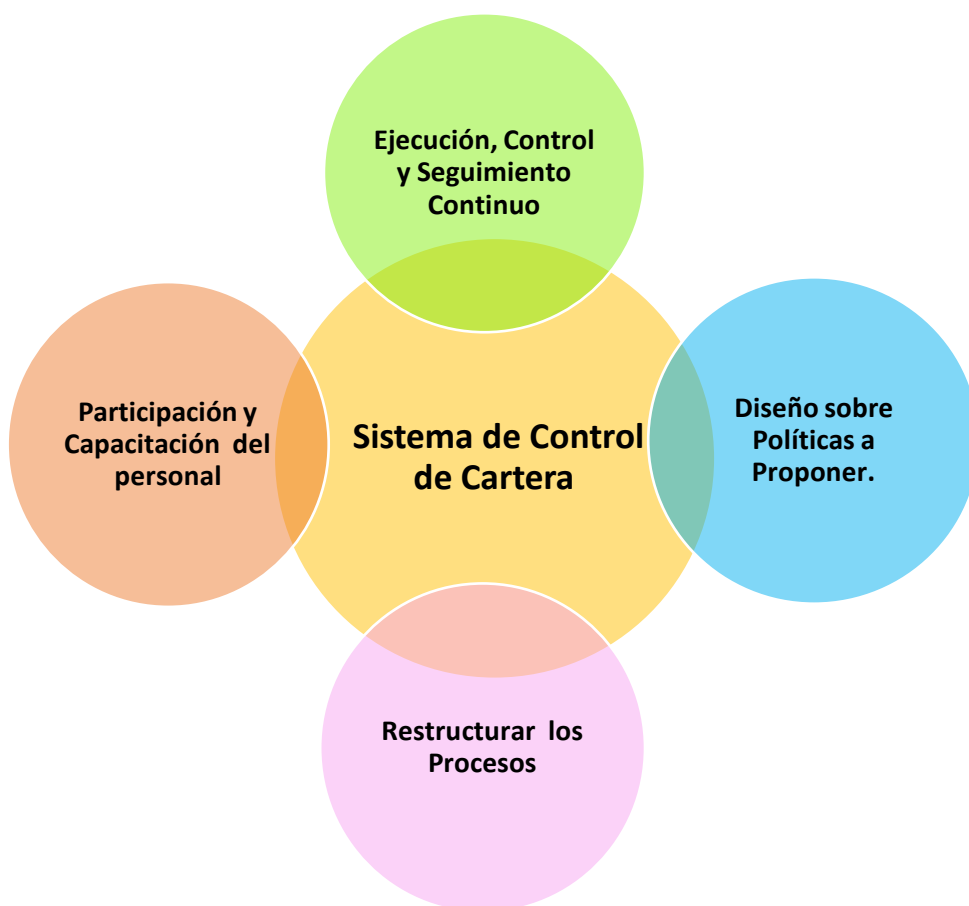 Ejecución, Control
y Seguimiento
Continuo
Participación y
Capacitación del
personal
Sistema de Control
de Cartera
Diseño sobre
Políticas a
Proponer.
Restructurar los
Procesos